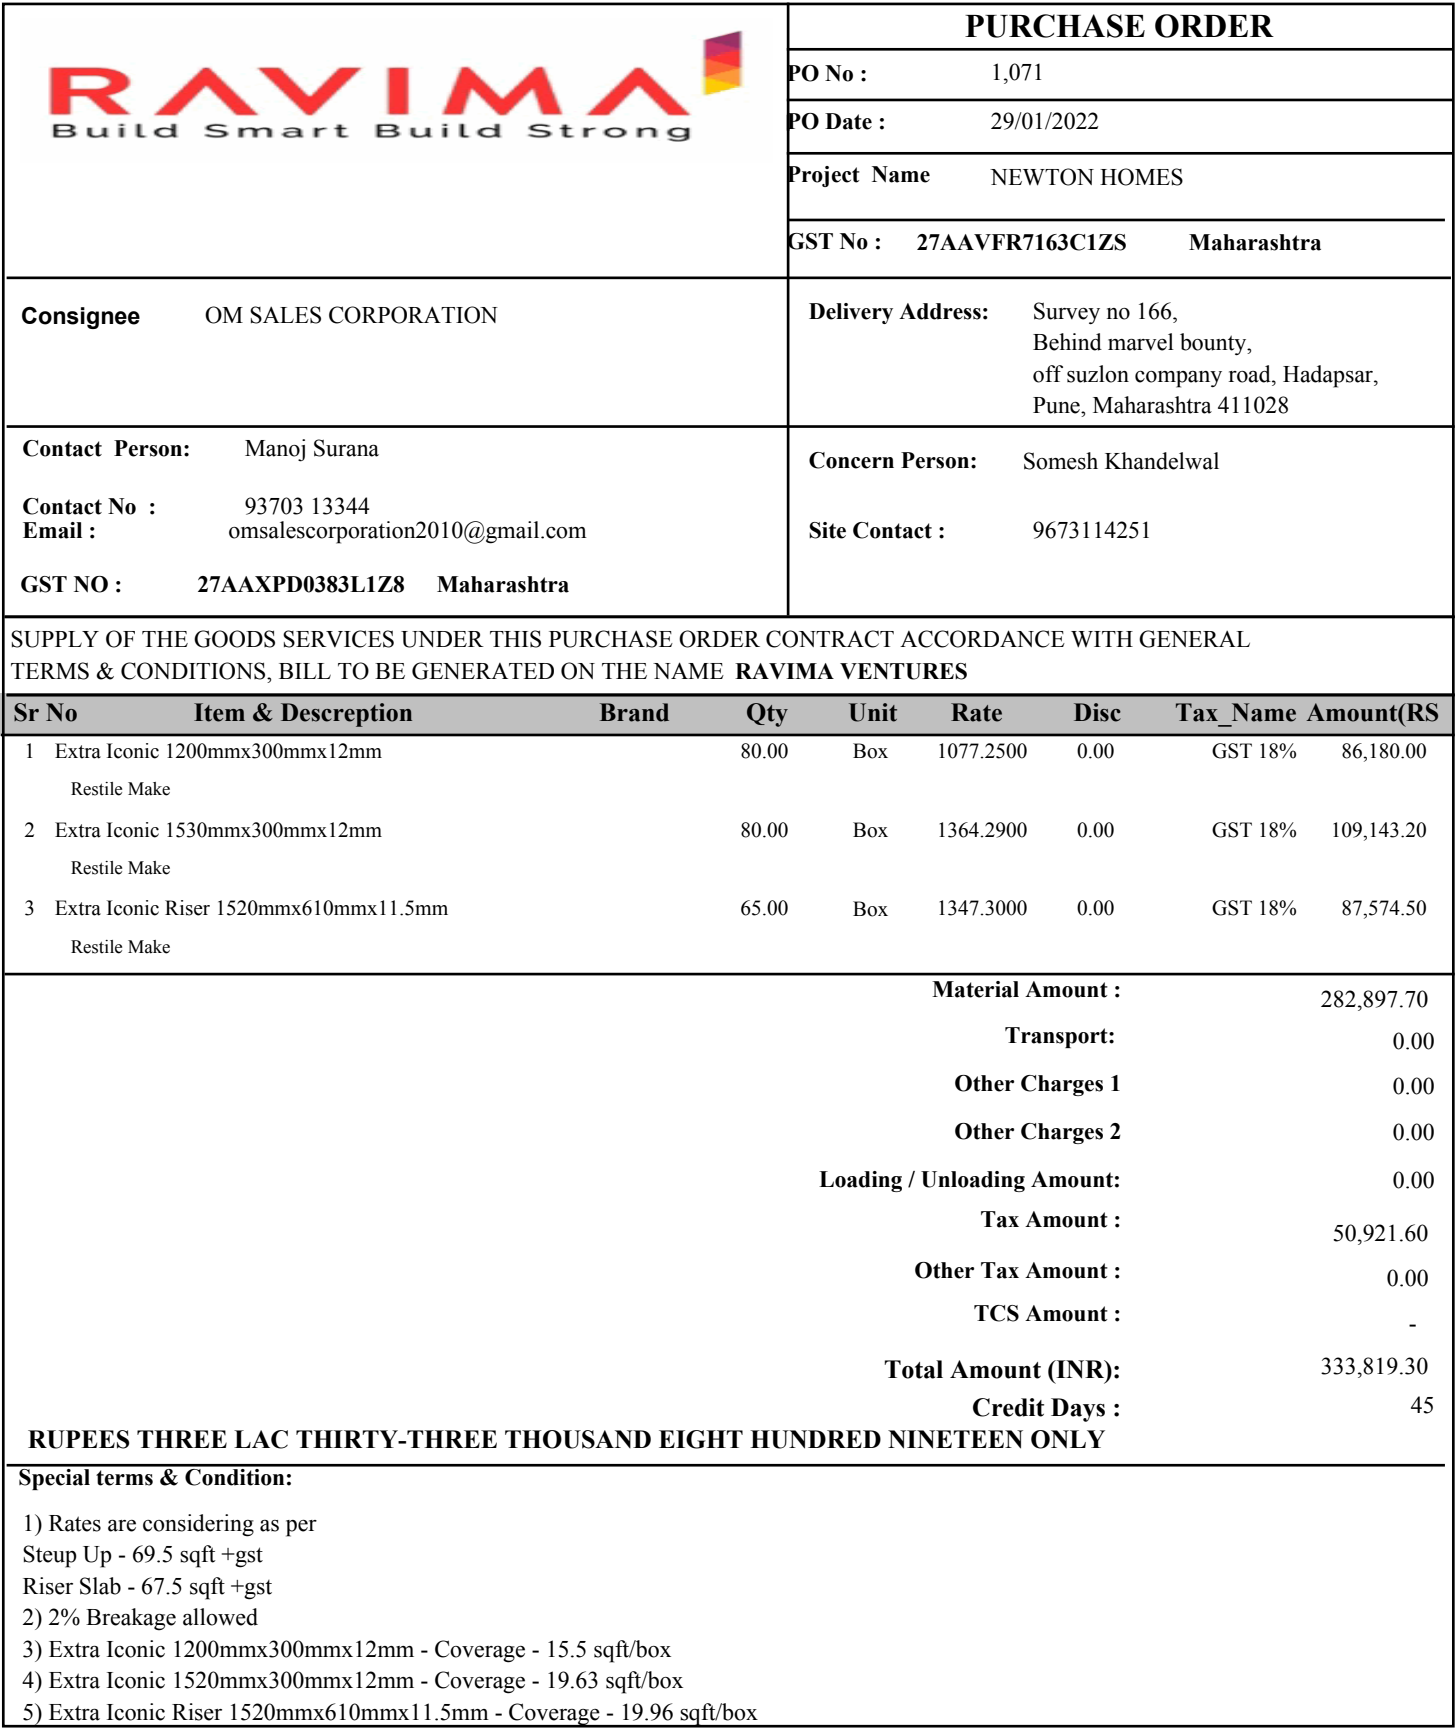 RAVIMA
Build Smart Build Strong
PURCHASE ORDER
PO No : 1,071
PO Date : 29/01/2022
Project Name NEWTON HOMES
GST No : 27AAVFR7163C1ZS Maharashtra
Consignee OM SALES CORPORATION
Delivery Address: Survey no 166,
Behind marvel bounty,
off suzlon company road, Hadapsar,
Pune, Maharashtra 411028
Contact Person: Manoj Surana
Contact No : 93703 13344
Email : omsalescorporation2010@gmail.com
GST NO : 27AAXPD0383L1Z8 Maharashtra
Concern Person: Somesh Khandelwal
Site Contact : 9673114251
SUPPLY OF THE GOODS SERVICES UNDER THIS PURCHASE ORDER CONTRACT ACCORDANCE WITH GENERAL
TERMS & CONDITIONS, BILL TO BE GENERATED ON THE NAME RAVIMA VENTURES
Sr No Item & Descreption Brand Qty Unit Rate Disc Tax_Name Amount(RS
1 Extra Iconic 1200mmx300mmx12mm 80.00 Box 1077.2500 0.00 GST 18% 86,180.00
Restile Make
2 Extra Iconic 1530mmx300mmx12mm 80.00 Box 1364.2900 0.00 GST 18% 109,143.20
Restile Make
3 Extra Iconic Riser 1520mmx610mmx11.5mm 65.00 Box 1347.3000 0.00 GST 18% 87,574.50
Restile Make
Material Amount : 282,897.70
Transport: 0.00
Other Charges 1 0.00
Other Charges 2 0.00
Loading / Unloading Amount: 0.00
Tax Amount : 50,921.60
Other Tax Amount : 0.00
TCS Amount : -
Total Amount (INR): 333,819.30
Credit Days : 45
RUPEES THREE LAC THIRTY-THREE THOUSAND EIGHT HUNDRED NINETEEN ONLY
Special terms & Condition:
1) Rates are considering as per
Steup Up - 69.5 sqft +gst
Riser Slab - 67.5 sqft +gst
2) 2% Breakage allowed
3) Extra Iconic 1200mmx300mmx12mm - Coverage - 15.5 sqft/box
4) Extra Iconic 1520mmx300mmx12mm - Coverage - 19.63 sqft/box
5) Extra Iconic Riser 1520mmx610mmx11.5mm - Coverage - 19.96 sqft/box